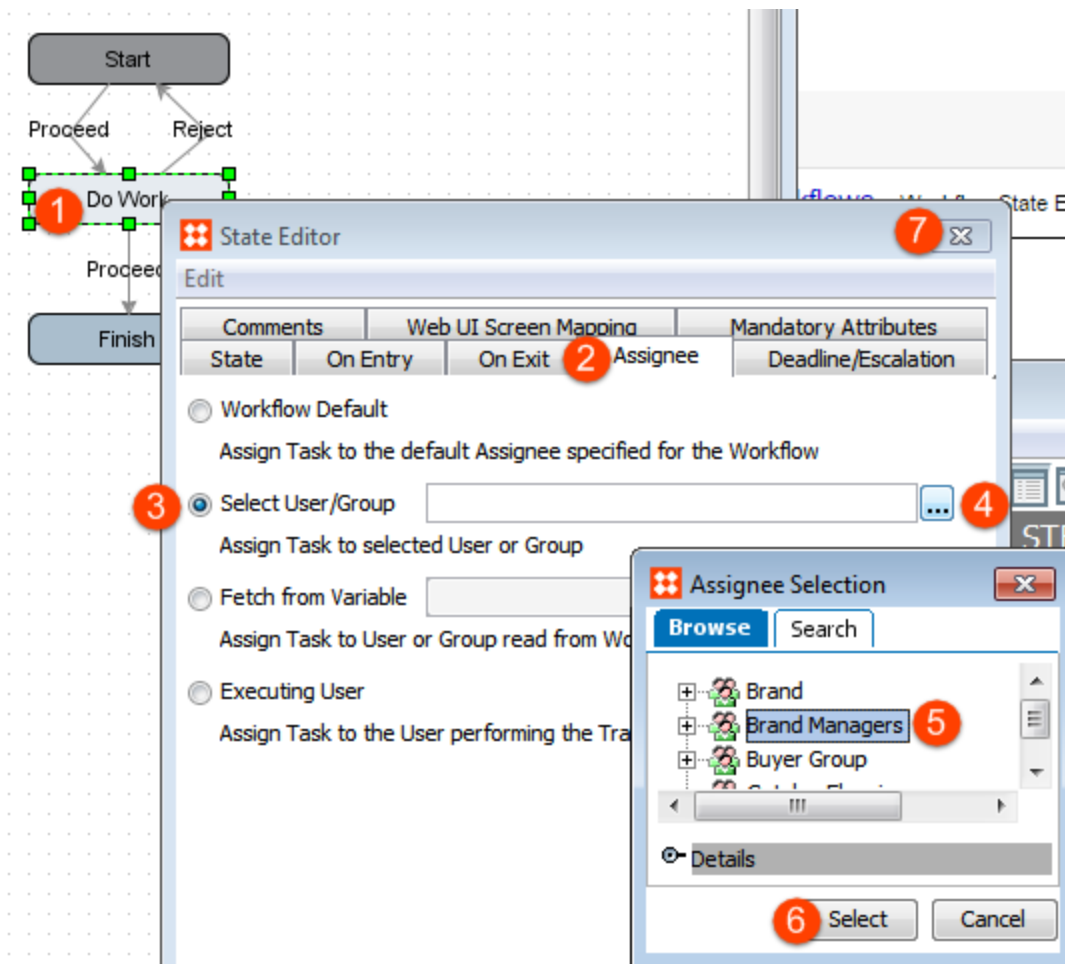 Start
Proceed
Reject
Do Work
1
Proceed
Finish
State E
State Editor
7
Edit
Comments
Web UI Screen Mapping
Mandatory Attributes
State
On Entry
On Exit
2
Assignee
Deadline/Escalation
Workflow Default
Assign Task to the default Assignee specified for the Workflow
3
Select User/Group
...
4
Assign Task to selected User or Group
Fetch from Variable
Assign Task to User or Group read from Wo
Executing User
Assign Task to the User performing the Tra
Assignee Selection
Browse
Search
Brand
Brand Managers
5
Buyer Group
Details
6
Select
Cancel